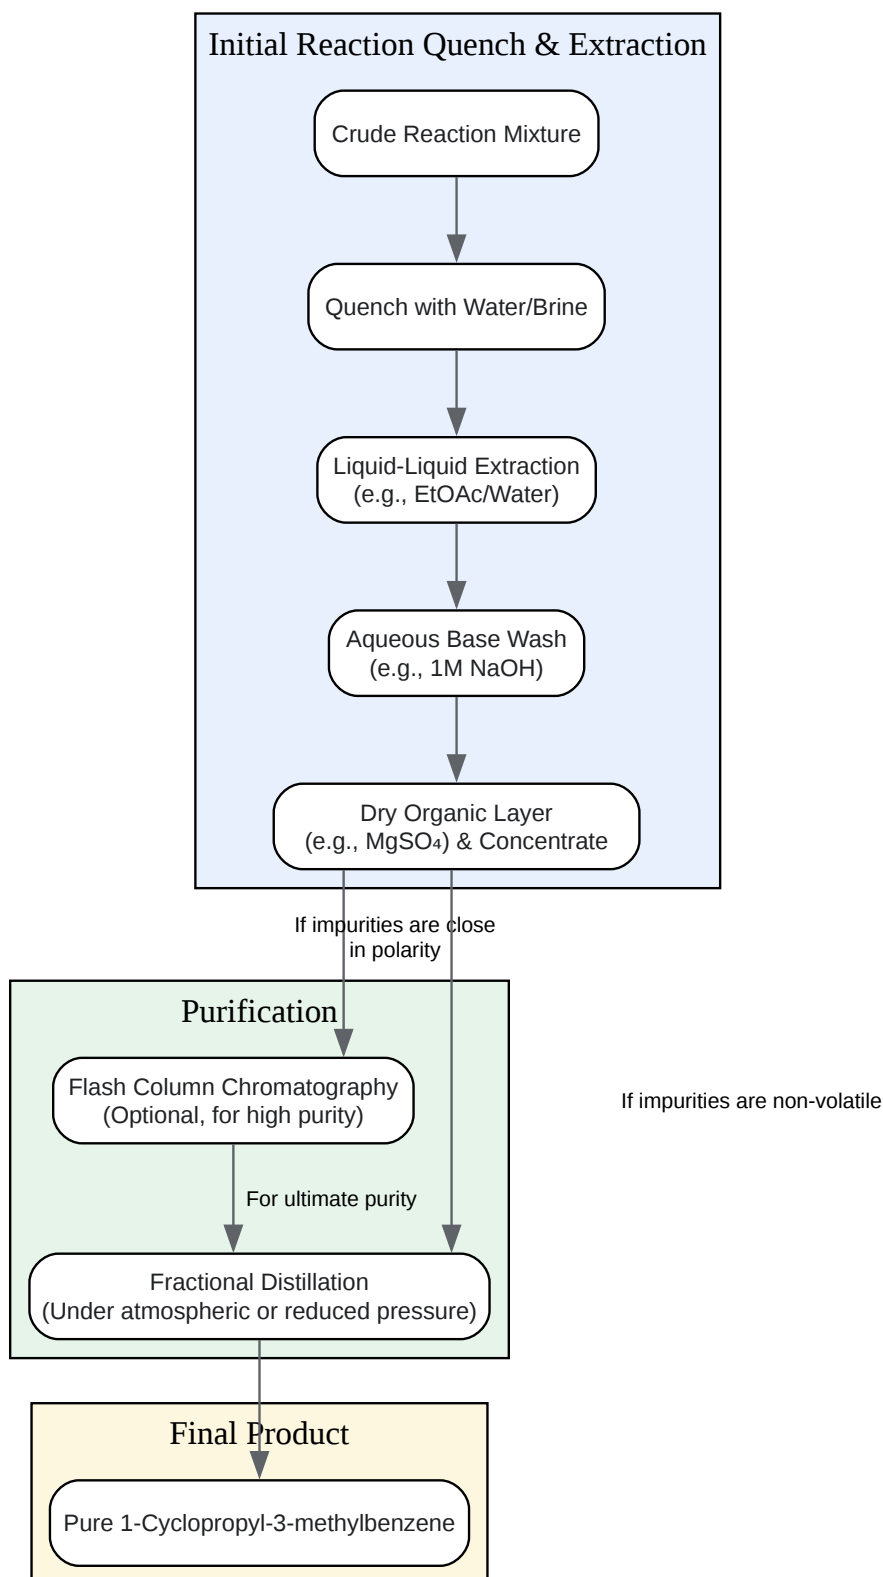 Initial Reaction Quench & Extraction
Crude Reaction Mixture
Quench with Water/Brine
Liquid-Liquid Extraction
(e.g., EtOAc/Water)
Aqueous Base Wash
(e.g., 1M NaOH)
Dry Organic Layer
(e.g., MgSO₄) & Concentrate
If impurities are close
in polarity
Purification
Flash Column Chromatography
(Optional, for high purity)
If impurities are non-volatile
For ultimate purity
Fractional Distillation
(Under atmospheric or reduced pressure)
Final Product
Pure 1-Cyclopropyl-3-methylbenzene